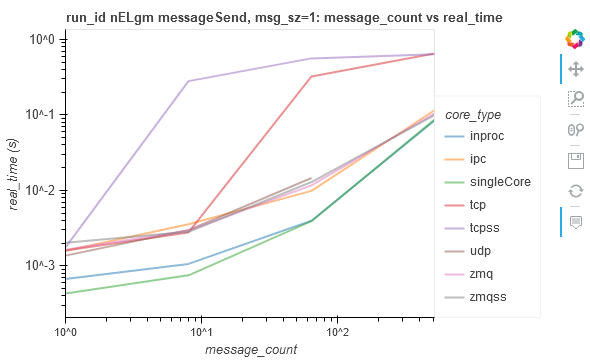 run_id nELgm messageSend, msg_sz=1: message_count vs real_time
real_time (s)
10^0
10^-1
10^-2
10^-3
10^0
10^1
10^2
message_count
core_type
inproc
ipc
singleCore
tcp
tcpss
udp
zmq
zmqss